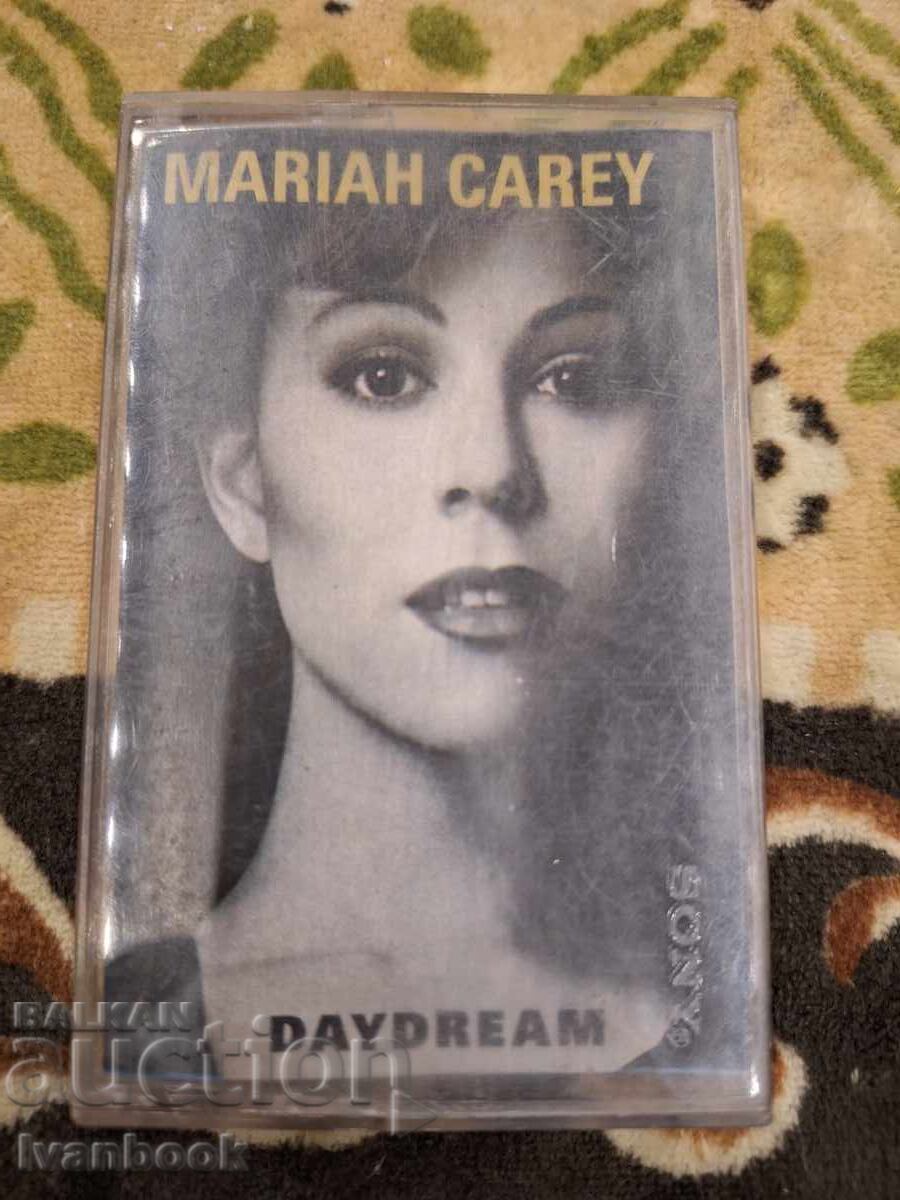 MARIAH CAREY
SONY
DAYDREAM
BALKAN
auction
Ivanbook